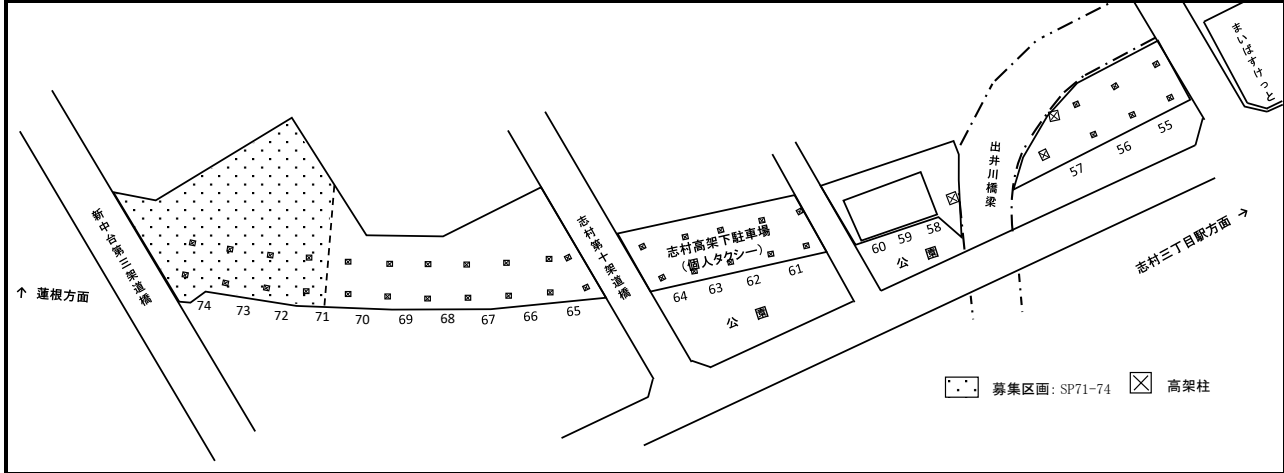 まいばすけっと
出井川橋梁
55
56
57
志村三丁目駅方面 →
58
59
60
公 園
志村高架下駐車場
（個人タクシー）
61
62
63
64
公 園
志村第十架道橋
65
66
67
68
69
70
71
72
73
74
新中台第三架道橋
↑ 蓮根方面
募集区画: SP71-74
高架柱